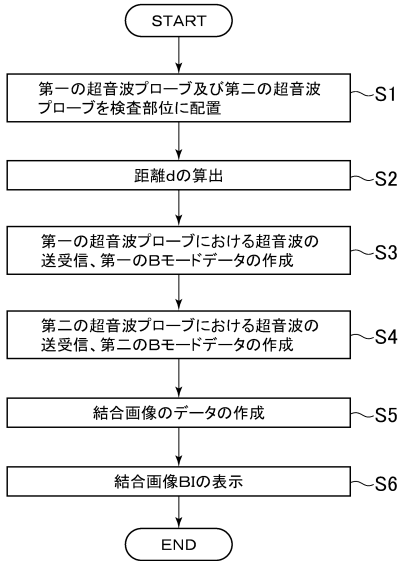 START
第一の超音波プローブ及び第二の超音波
プローブを検査部位に配置
S1
距離dの算出
S2
第一の超音波プローブにおける超音波の
送受信、第一のBモードデータの作成
S3
第二の超音波プローブにおける超音波の
送受信、第二のBモードデータの作成
S4
結合画像のデータの作成
S5
結合画像BIの表示
S6
END